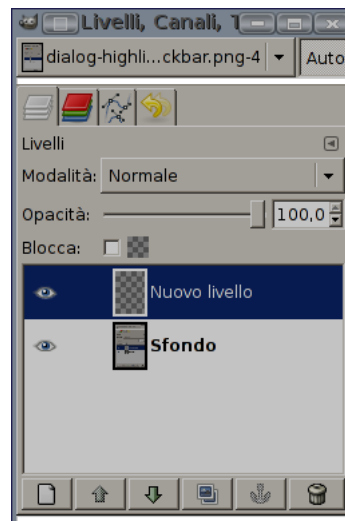 Livelli, Canali,
dialog-highli...ckbar.png-4 Auto
Livelli
Modalità: Normale
Opacità: 100,0
Blocca:
Nuovo livello
Sfondo